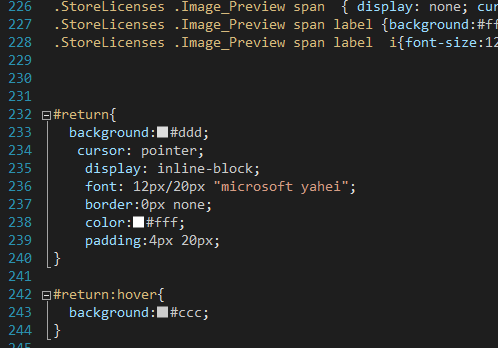 226 .StoreLicenses .Image_Preview span  { display: none; cur
227 .StoreLicenses .Image_Preview span label {background:#ff
228 .StoreLicenses .Image_Preview span label  i{font-size:12
229
230
231
232 #return{
233   background:#ddd;
234    cursor: pointer;
235     display: inline-block;
236     font: 12px/20px "microsoft yahei";
237     border:0px none;
238     color:#fff;
239     padding:4px 20px;
240 }
241
242 #return:hover{
243   background:#ccc;
244 }